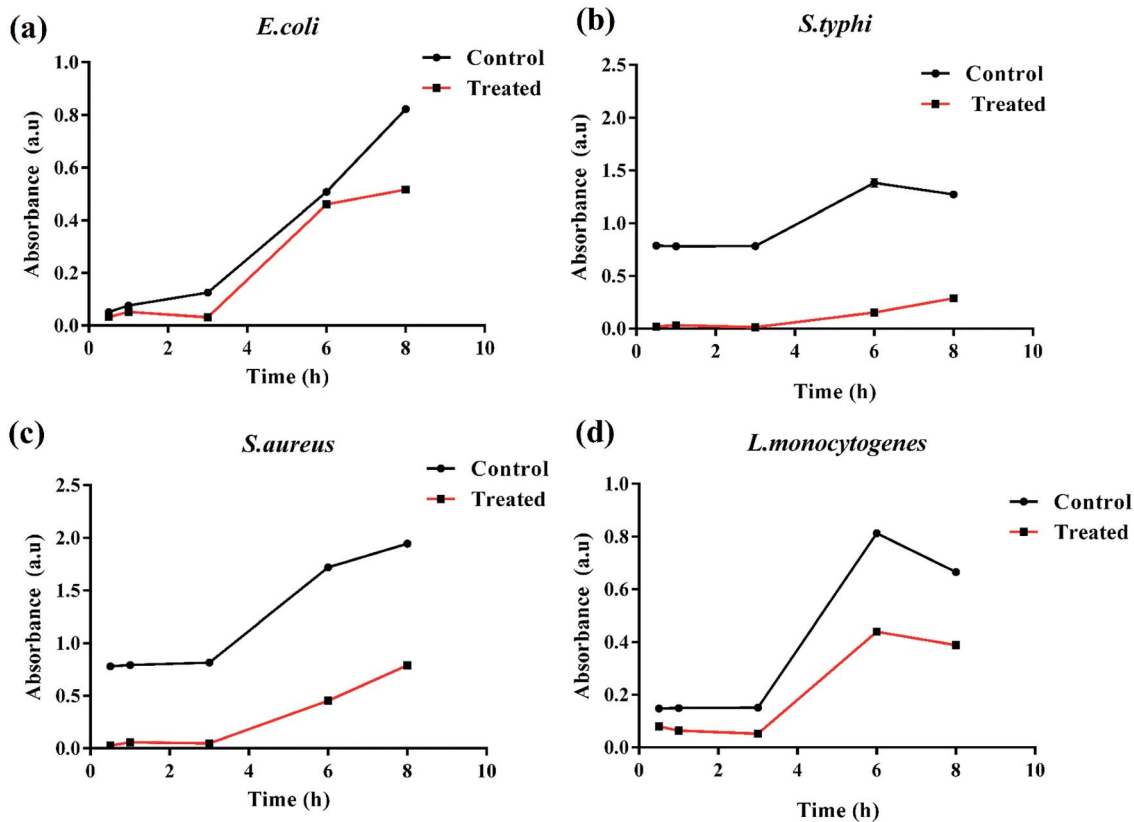 (a)
E.coli
Control
Treated
Absorbance (a.u)
1.0
0.8
0.6
0.4
0.2
0.0
0 2 4 6 8 10
Time (h)
(b)
S.typhi
Control
Treated
Absorbance (a.u)
2.5
2.0
1.5
1.0
0.5
0.0
0 2 4 6 8 10
Time (h)
(c)
S.aureus
Control
Treated
Absorbance (a.u)
2.5
2.0
1.5
1.0
0.5
0.0
0 2 4 6 8 10
Time (h)
(d)
L.monocytogenes
Control
Treated
Absorbance (a.u)
1.0
0.8
0.6
0.4
0.2
0.0
0 2 4 6 8 10
Time (h)